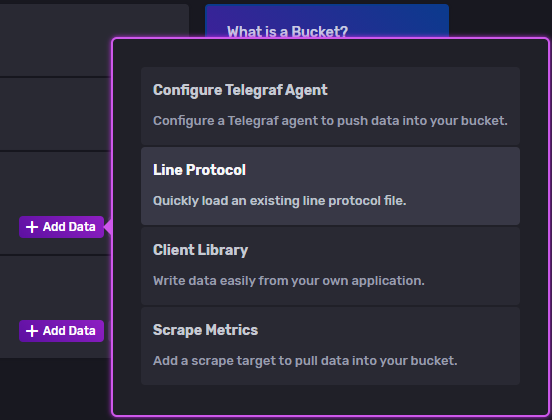 What is a Bucket?
Configure Telegraf Agent
Configure a Telegraf agent to push data into your bucket.
Line Protocol
Quickly load an existing line protocol file.
+ Add Data
Client Library
Write data easily from your own application.
Scrape Metrics
+ Add Data
Add a scrape target to pull data into your bucket.